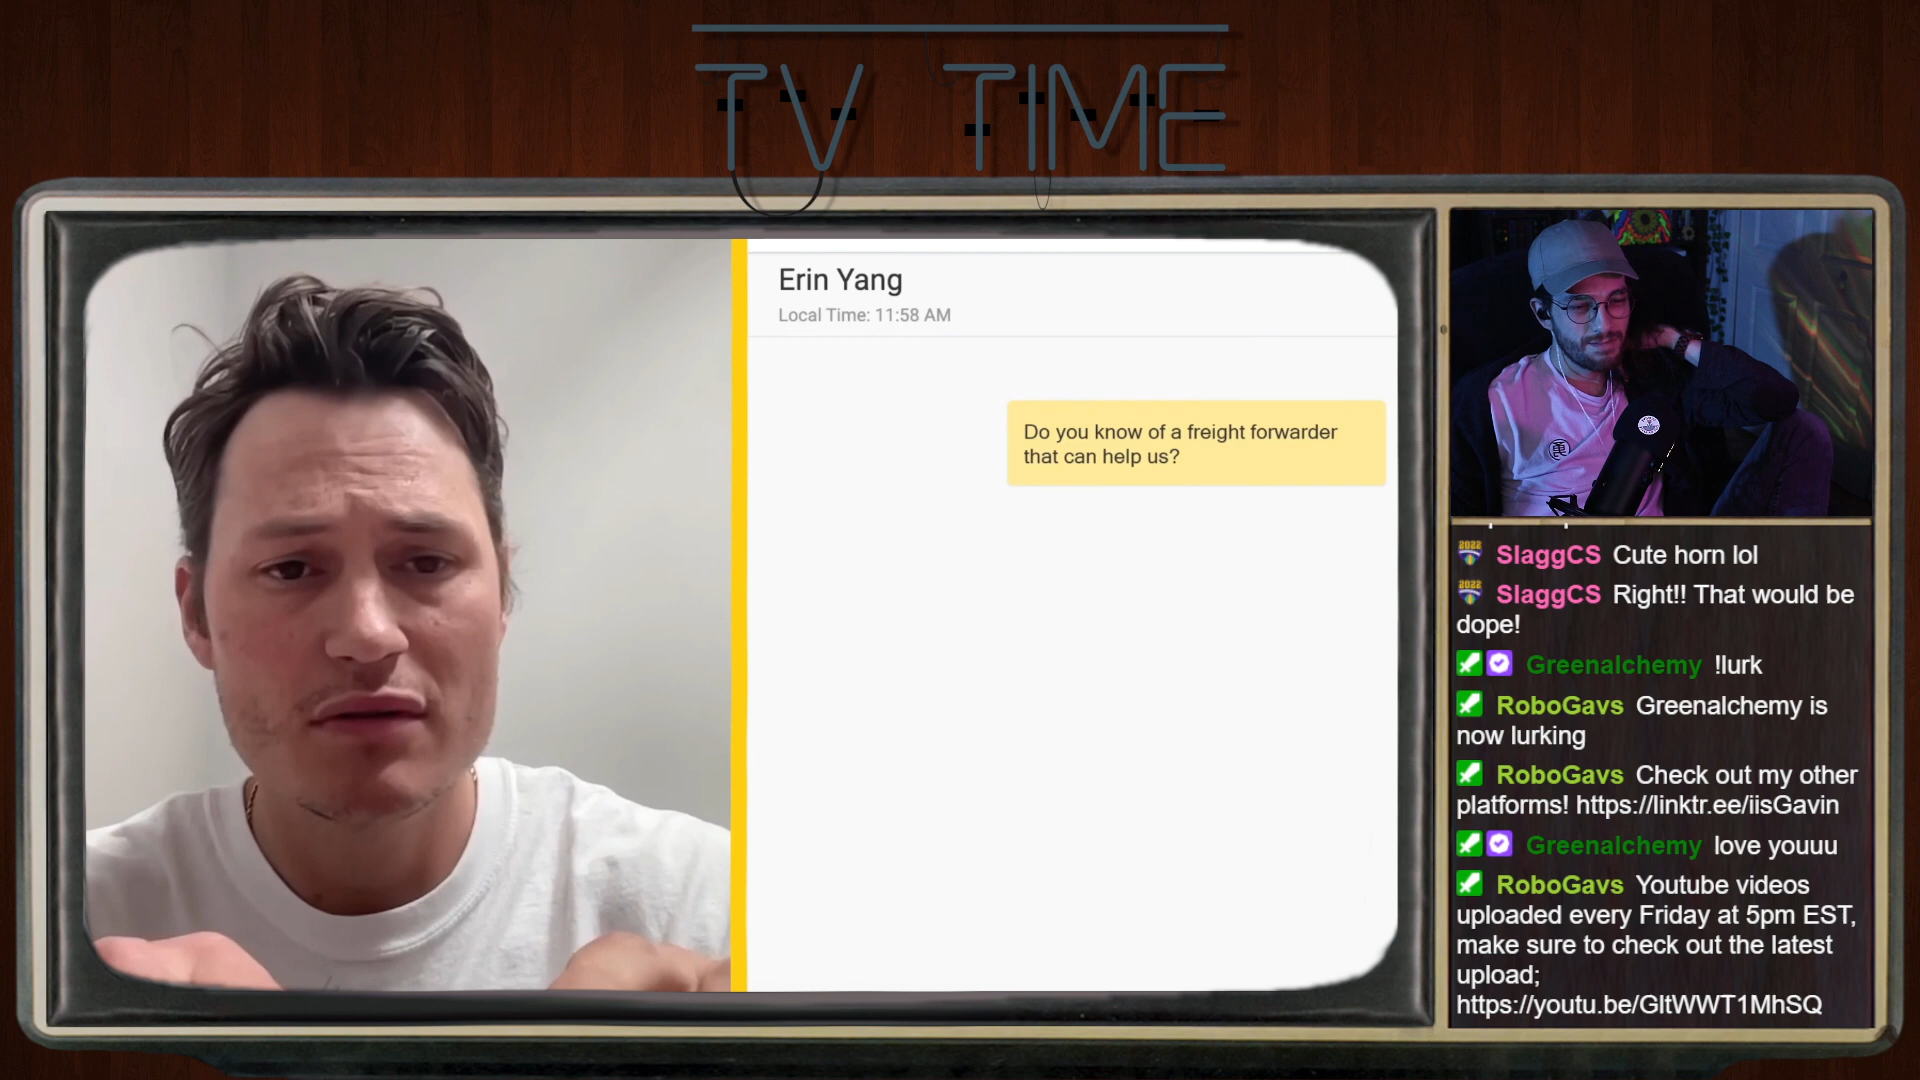 TV TIME
Erin Yang
Local Time: 11:58 AM
Do you know of a freight forwarder
that can help us?
2022 SlaggCS Cute horn lol
2022 SlaggCS Right!! That would be
dope!
Greenalchemy !lurk
RoboGavs Greenalchemy is
now lurking
RoboGavs Check out my other
platforms! https://linktr.ee/iisGavin
Greenalchemy love youuu
RoboGavs Youtube videos
uploaded every Friday at 5pm EST,
make sure to check out the latest
upload;
https://youtu.be/GltWWT1MhSQ